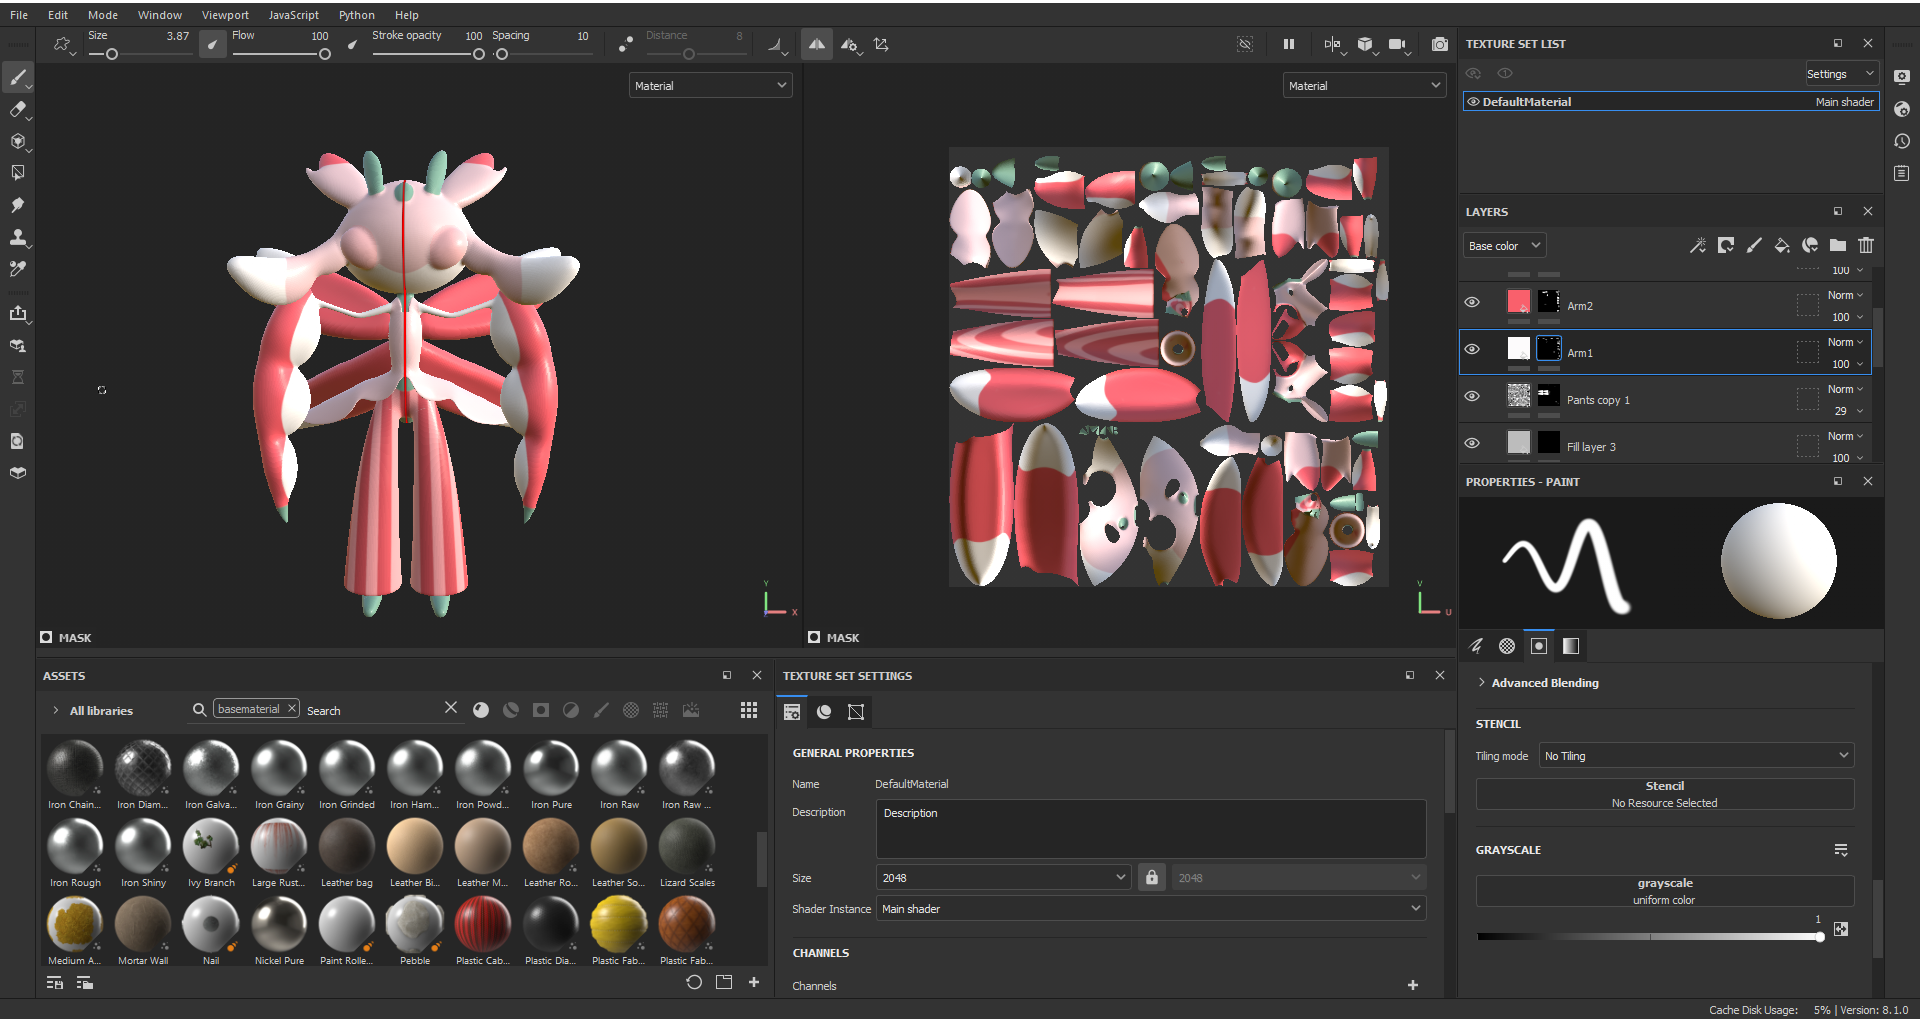 File Edit Mode Window Viewport JavaScript Python Help
Size 3.87 Flow 100 Stroke opacity 100 Spacing 10 Distance 8
Material
Material
Y
X
V
U
MASK
MASK
TEXTURE SET LIST
Settings
DefaultMaterial Main shader
LAYERS
Base color
100
Arm2 Norm
100
Arm1 Norm
100
Pants copy 1 Norm
29
Fill layer 3 Norm
100
PROPERTIES - PAINT
Advanced Blending
STENCIL
Tiling mode No Tiling
Stencil
No Resource Selected
GRAYSCALE
grayscale
uniform color
1
ASSETS
All libraries basematerial Search
Iron Chain... Iron Diam... Iron Galva... Iron Grainy Iron Grinded Iron Ham... Iron Powd... Iron Pure Iron Raw Iron Raw ...
Iron Rough Iron Shiny Ivy Branch Large Rust... Leather bag Leather Bi... Leather M... Leather Ro... Leather So... Lizard Scales
Medium A... Mortar Wall Nail Nickel Pure Paint Rolle... Pebble Plastic Cab... Plastic Dia... Plastic Fab... Plastic Fab...
TEXTURE SET SETTINGS
GENERAL PROPERTIES
Name DefaultMaterial
Description Description
Size 2048 2048
Shader Instance Main shader
CHANNELS
Channels
Cache Disk Usage: 5% | Version: 8.1.0